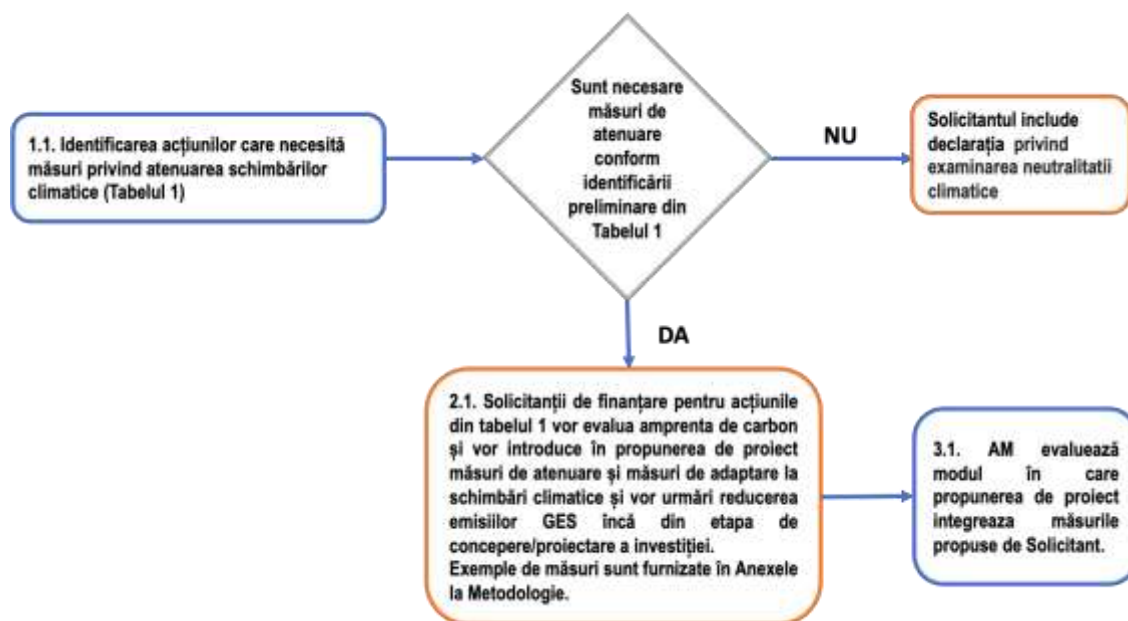 1.1. Identificarea acțiunilor care necesită
măsuri privind atenuarea schimbărilor
climatice (Tabelul 1)
Sunt necesare
măsuri de
atenuare
conform
identificării
preliminare din
Tabelul 1
NU
Solicitantul include
declarația privind
examinarea neutralitatii
climatice
DA
2.1. Solicitanții de finanțare pentru acțiunile
din tabelul 1 vor evalua amprenta de carbon
și vor introduce în propunerea de proiect
măsuri de atenuare și măsuri de adaptare la
schimbări climatice și vor urmări reducerea
emisiilor GES încă din etapa de
concepere/proiectare a investiției.
Exemple de măsuri sunt furnizate în Anexele
la Metodologie.
3.1. AM evaluează
modul în care
propunerea de proiect
integreaza măsurile
propuse de Solicitant.